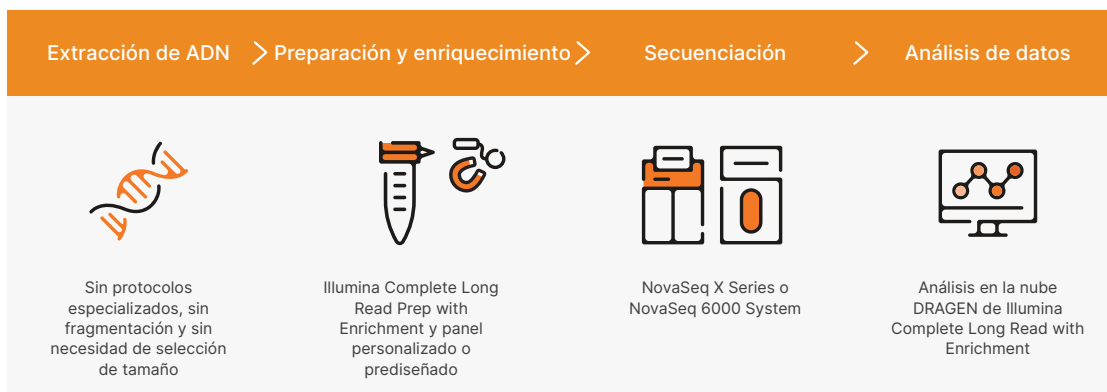 Extracción de ADN
Preparación y enriquecimiento
Secuenciación
Análisis de datos
Sin protocolos
especializados, sin
fragmentación y sin
necesidad de selección
de tamaño
Illumina Complete Long
Read Prep with
Enrichment y panel
personalizado o
prediseñado
NovaSeq X Series o
NovaSeq 6000 System
Análisis en la nube
DRAGEN de Illumina
Complete Long Read with
Enrichment